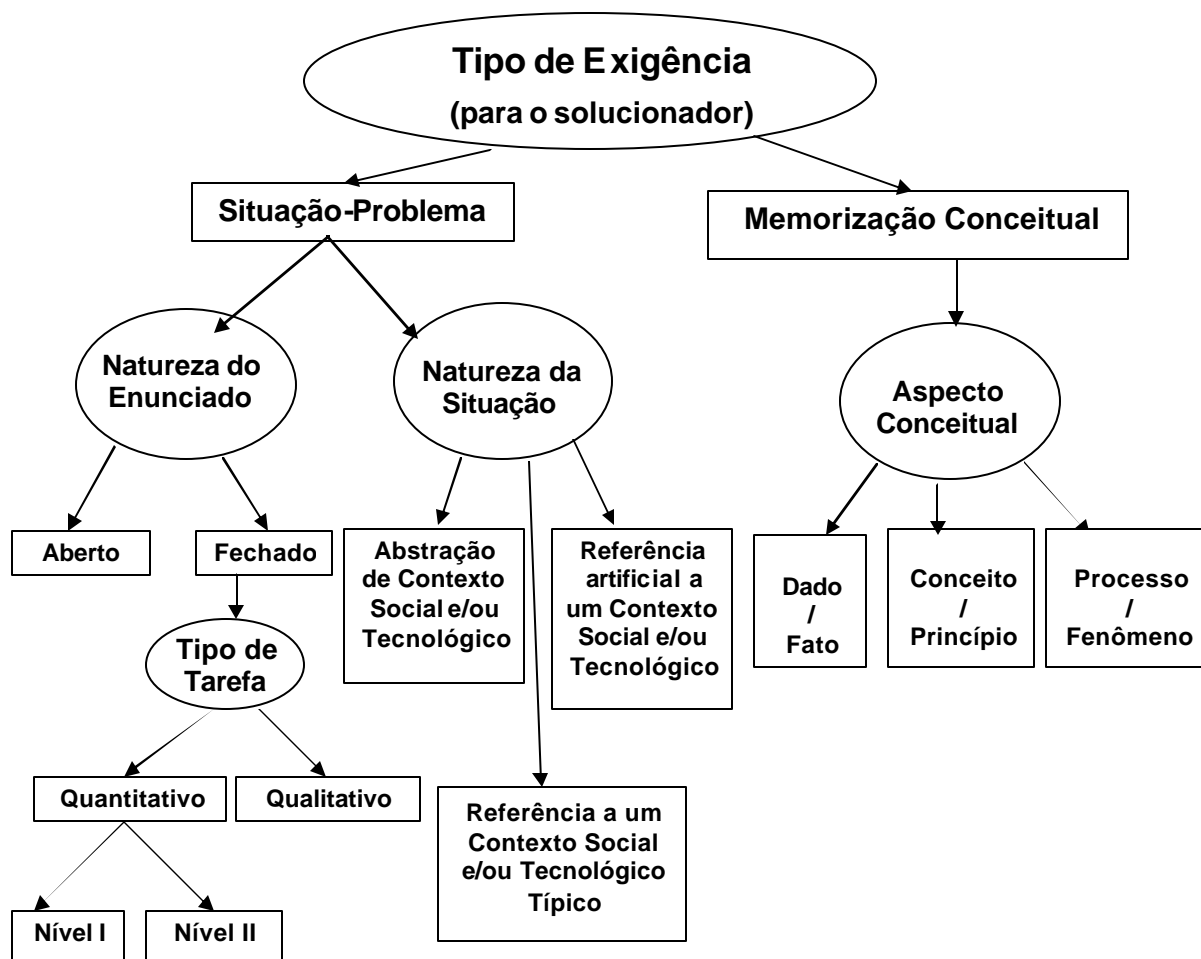 Tipo de Exigência
(para o solucionador)
Situação-Problema
Memorização Conceitual
Natureza do
Enunciado
Natureza da
Situação
Aspecto
Conceitual
Aberto
Fechado
Abstração
de Contexto
Social e/ou
Tecnológico
Referência
artificial a
um Contexto
Social e/ou
Tecnológico
Dado
/
Fato
Conceito
/
Princípio
Processo
/
Fenômeno
Tipo de
Tarefa
Quantitativo
Qualitativo
Referência a um
Contexto Social
e/ou Tecnológico
Típico
Nível I
Nível II